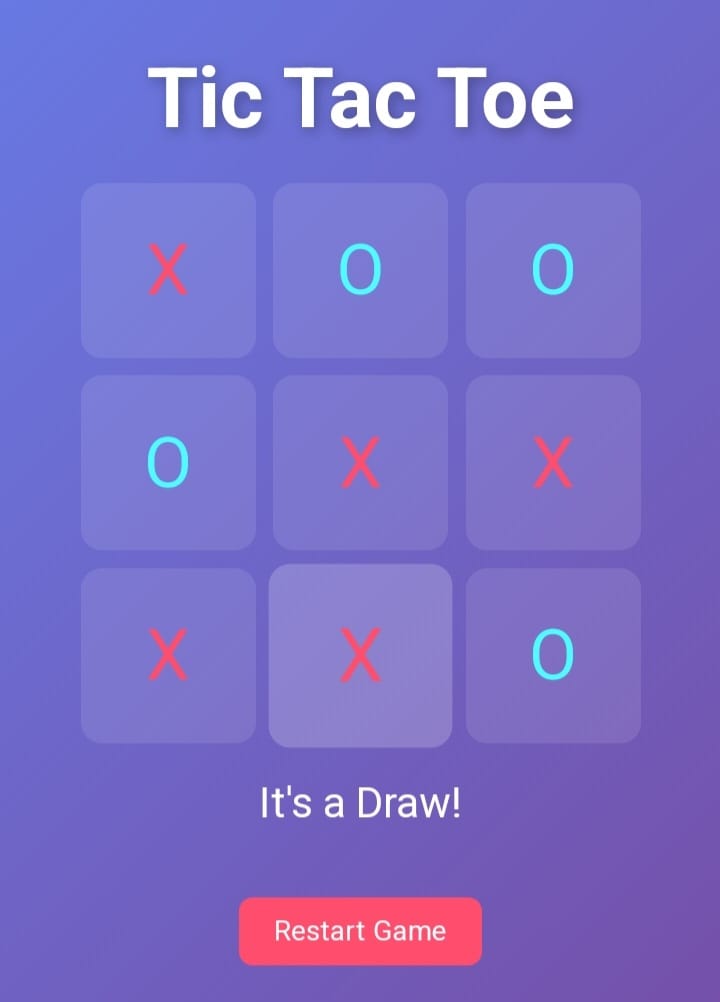 Tic Tac Toe
X O O
O X X
X X O
It's a Draw!
Restart Game